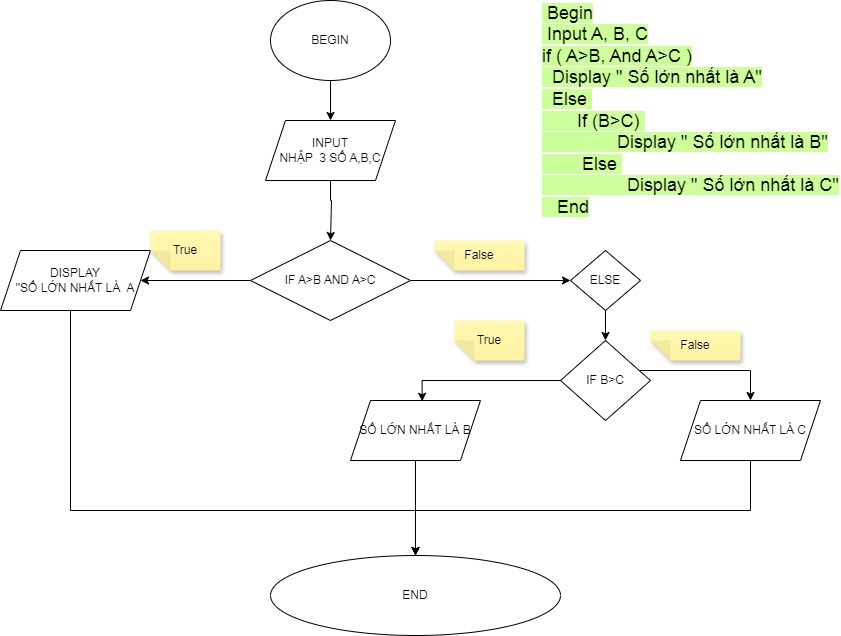 BEGIN
INPUT
NHẬP 3 SỐ A,B,C
IF A>B AND A>C
True
False
DISPLAY
"SỐ LỚN NHẤT LÀ A
ELSE
IF B>C
True
False
SỐ LỚN NHẤT LÀ B
SỐ LỚN NHẤT LÀ C
END
Begin
Input A, B, C
if ( A>B, And A>C )
Display " Số lớn nhất là A"
Else
If (B>C)
Display " Số lớn nhất là B"
Else
Display " Số lớn nhất là C"
End